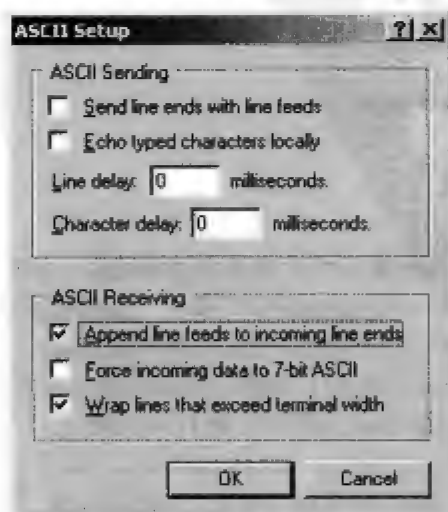 ASCII Setup
ASCII Sending
Send line ends with line feeds
Echo typed characters locally
Line delay: 0 milliseconds.
Character delay: 0 milliseconds.
ASCII Receiving
Append line feeds to incoming line ends
Force incoming data to 7-bit ASCII
Wrap lines that exceed terminal width
OK Cancel